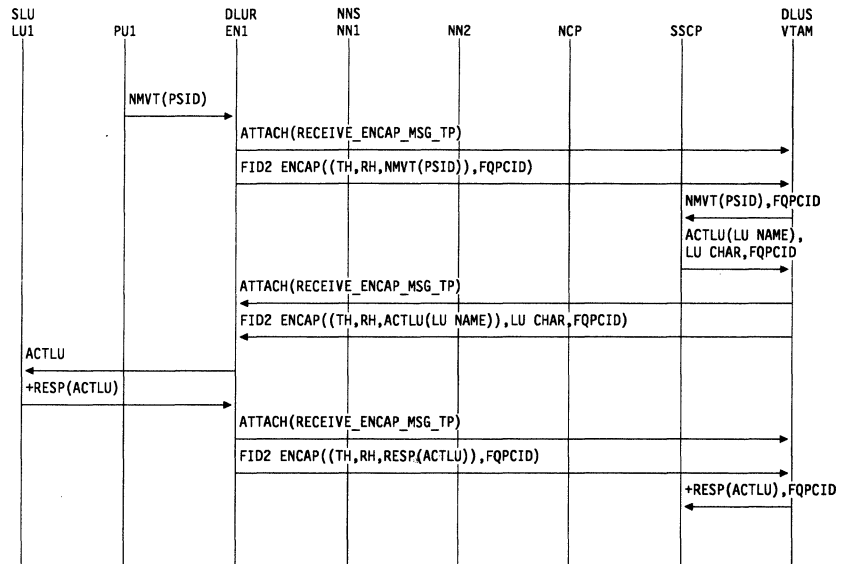 SLU DLUR NNS DLUS
LU1 PU1 EN1 NN1 NN2 NCP SSCP VTAM
NMVT(PSID)
ATTACH(RECEIVE_ENCAP_MSG_TP)
FID2 ENCAP((TH,RH,NMVT(PSID)),FQPCID)
NMVT(PSID),FQPCID
ACTLU(LU NAME),
LU CHAR,FQPCID
ATTACH(RECEIVE_ENCAP_MSG_TP)
FID2 ENCAP((TH,RH,ACTLU(LU NAME)),LU CHAR,FQPCID)
ACTLU
+RESP(ACTLU)
ATTACH(RECEIVE_ENCAP_MSG_TP)
FID2 ENCAP((TH,RH,RESP(ACTLU)),FQPCID)
+RESP(ACTLU),FQPCID